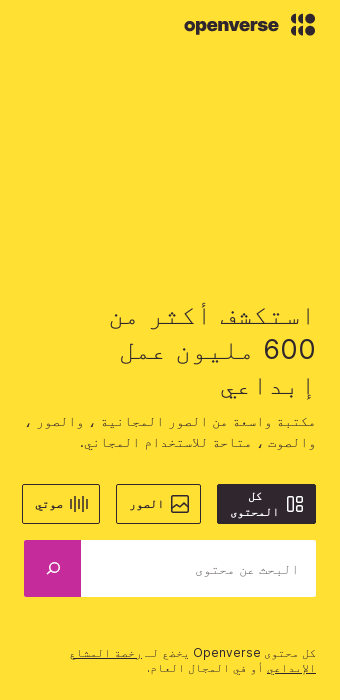 openverse
استكشف أكثر من
600 مليون عمل
إبداعي
مكتبة واسعة من الصور المجانية ، والصور ،
والصوت ، متاحة للاستخدام المجاني.
كل
المحتوى
الصور
صوتي
البحث عن محتوى
كل محتوى Openverse يخضع لـ رخصة المشاع
الإبداعي أو في المجال العام.